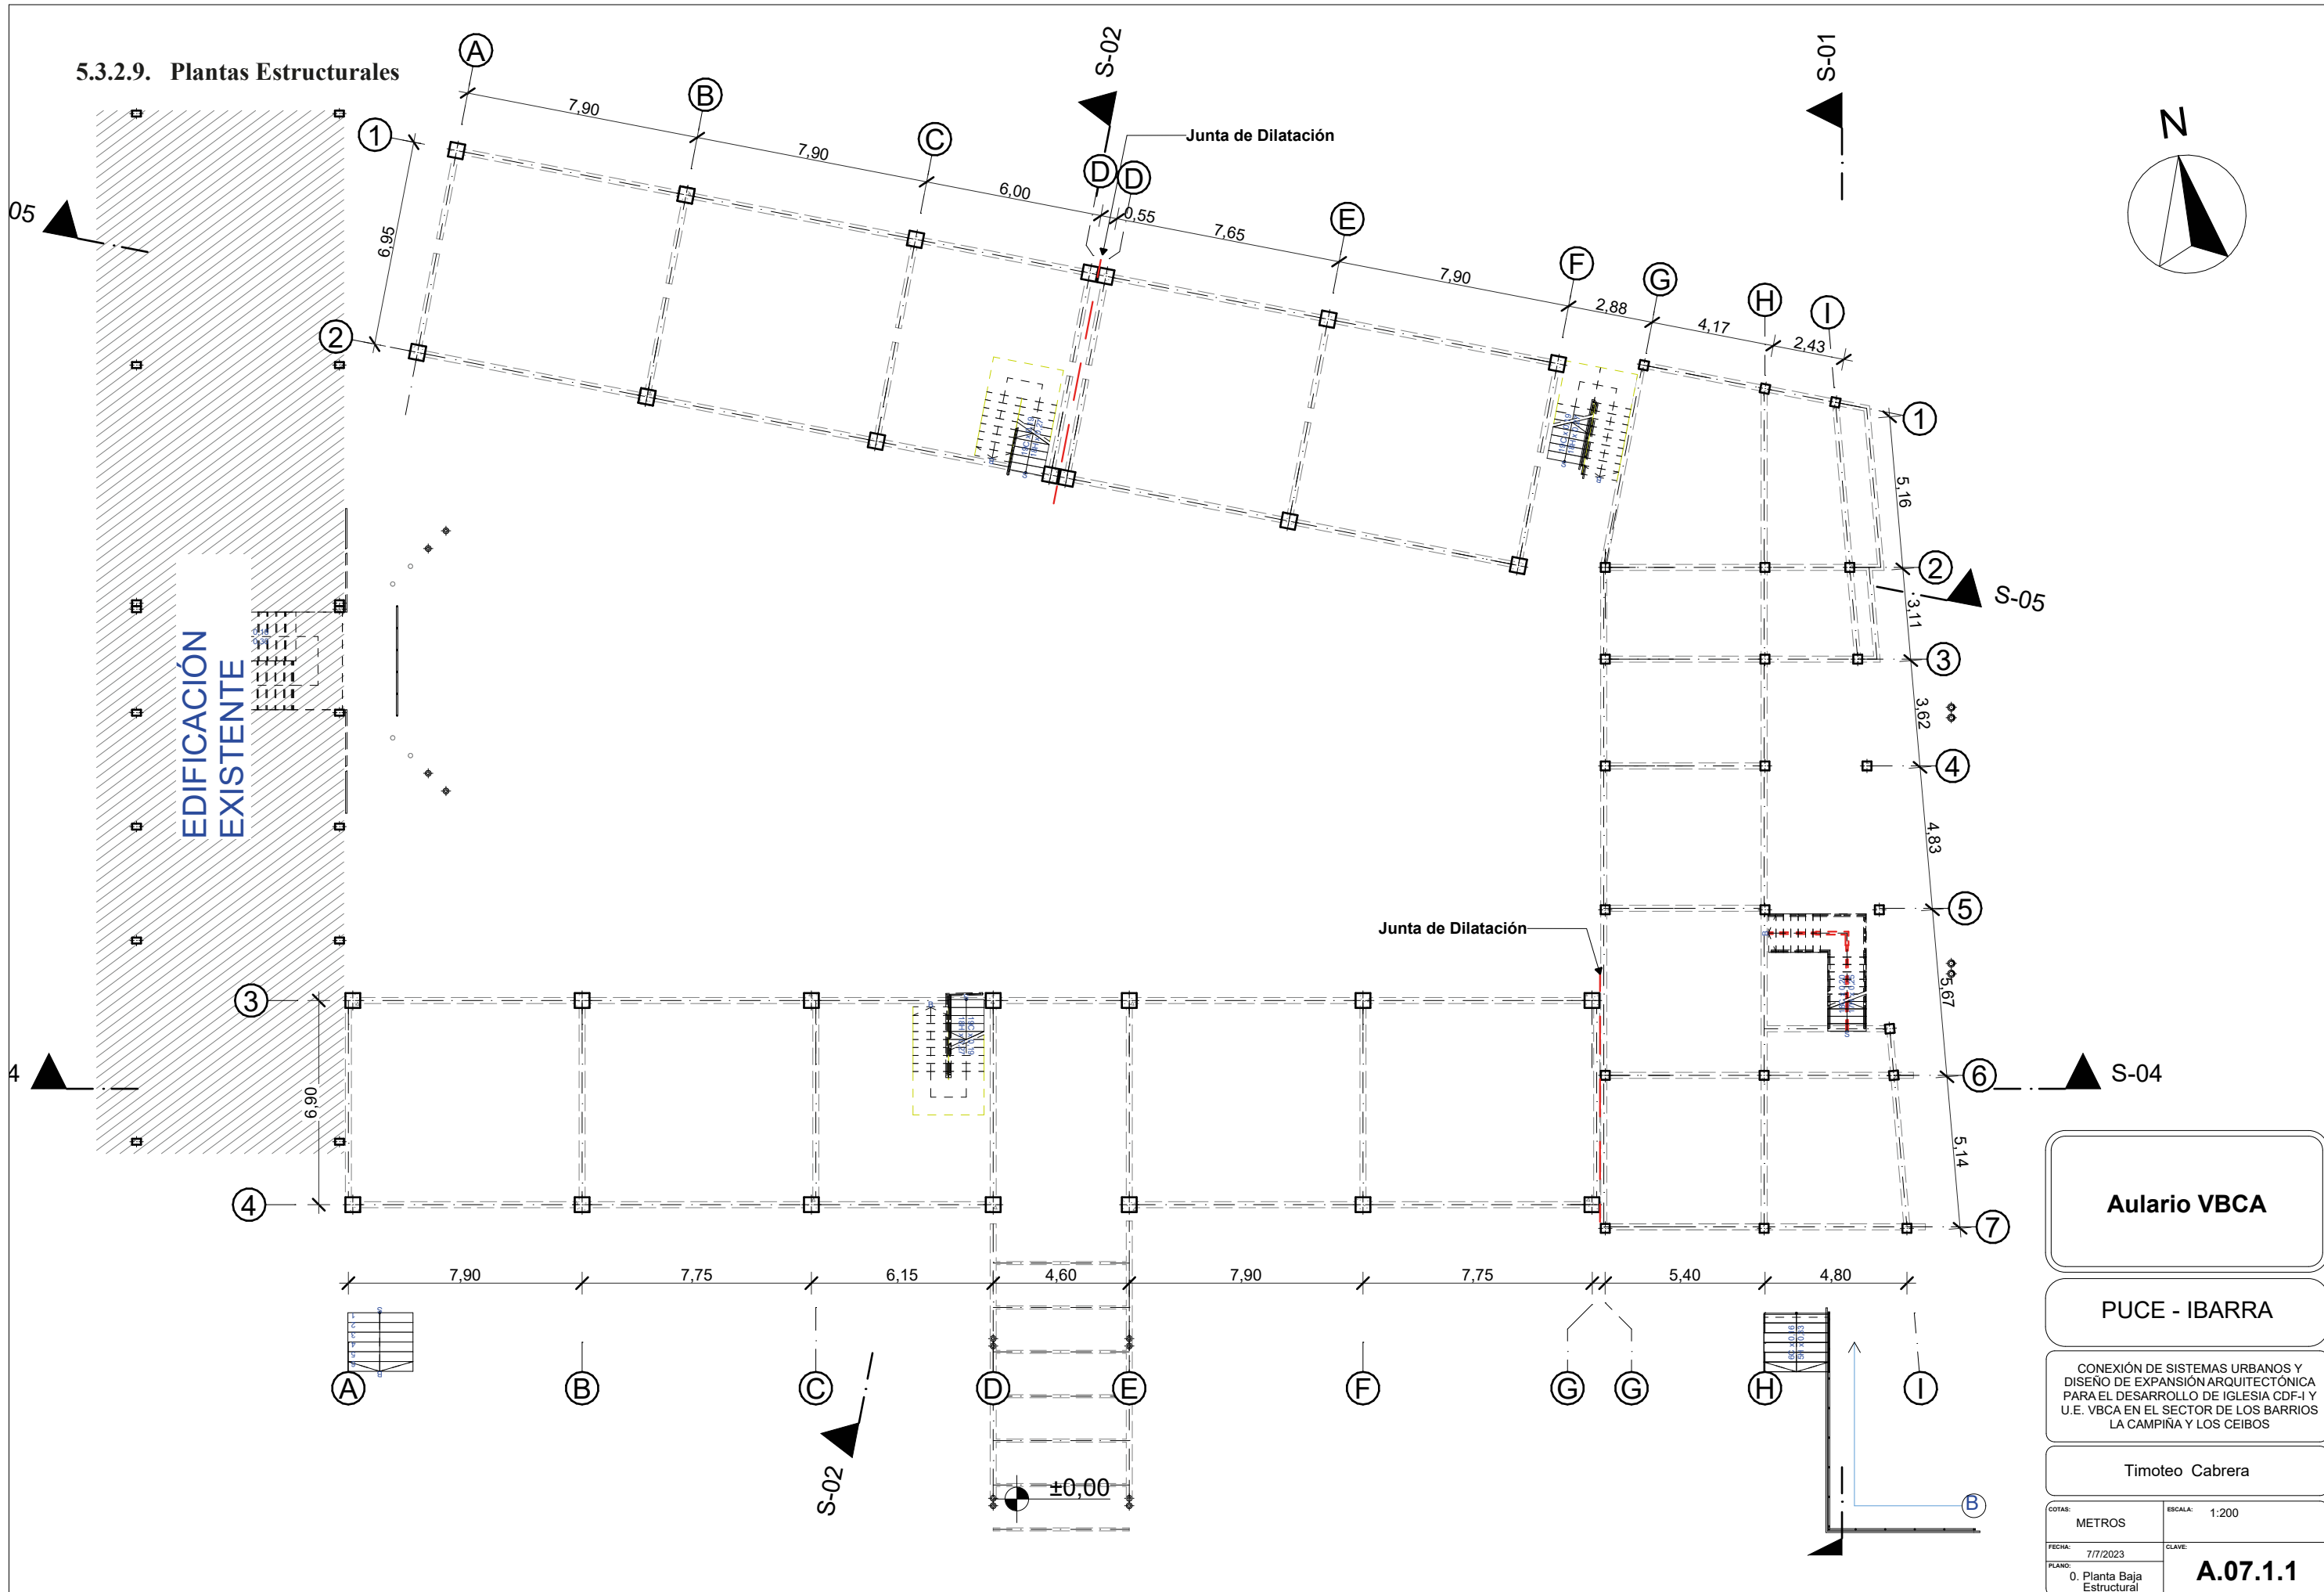 5.3.2.9. Plantas Estructurales
A
B
C
D
D
E
F
G
H
I
S-02
S-01
N
Junta de Dilatación
7,90
7,90
6,00
0,55
7,65
7,90
2,88
4,17
2,43
1
2
6,95
05
1
2
3
4
5
6
7
5,16
3,11
3,62
4,83
5,67
5,14
S-05
S-04
EDIFICACIÓN
EXISTENTE
Junta de Dilatación
3
4
6,90
4
7,90
7,75
6,15
4,60
7,90
7,75
5,40
4,80
A
B
C
D
E
F
G
G
H
I
S-02
±0,00
B
Aulario VBCA
PUCE - IBARRA
CONEXIÓN DE SISTEMAS URBANOS Y
DISEÑO DE EXPANSIÓN ARQUITECTÓNICA
PARA EL DESARROLLO DE IGLESIA CDF-I Y
U.E. VBCA EN EL SECTOR DE LOS BARRIOS
LA CAMPIÑA Y LOS CEIBOS
Timoteo Cabrera
COTAS:
METROS
ESCALA: 1:200
FECHA:
7/7/2023
CLAVE:
A.07.1.1
PLANO:
0. Planta Baja
Estructural